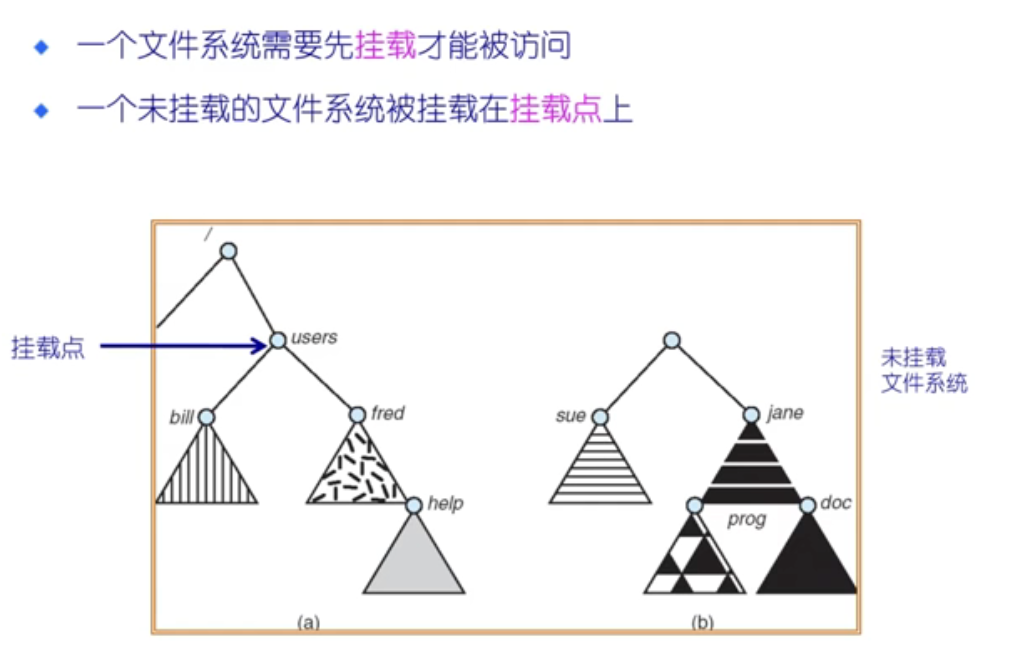 一个文件系统需要先挂载才能被访问
一个未挂载的文件系统被挂载在挂载点上
/
挂载点
users
bill
fred
help
(a)
sue
jane
prog
doc
(b)
未挂载
文件系统